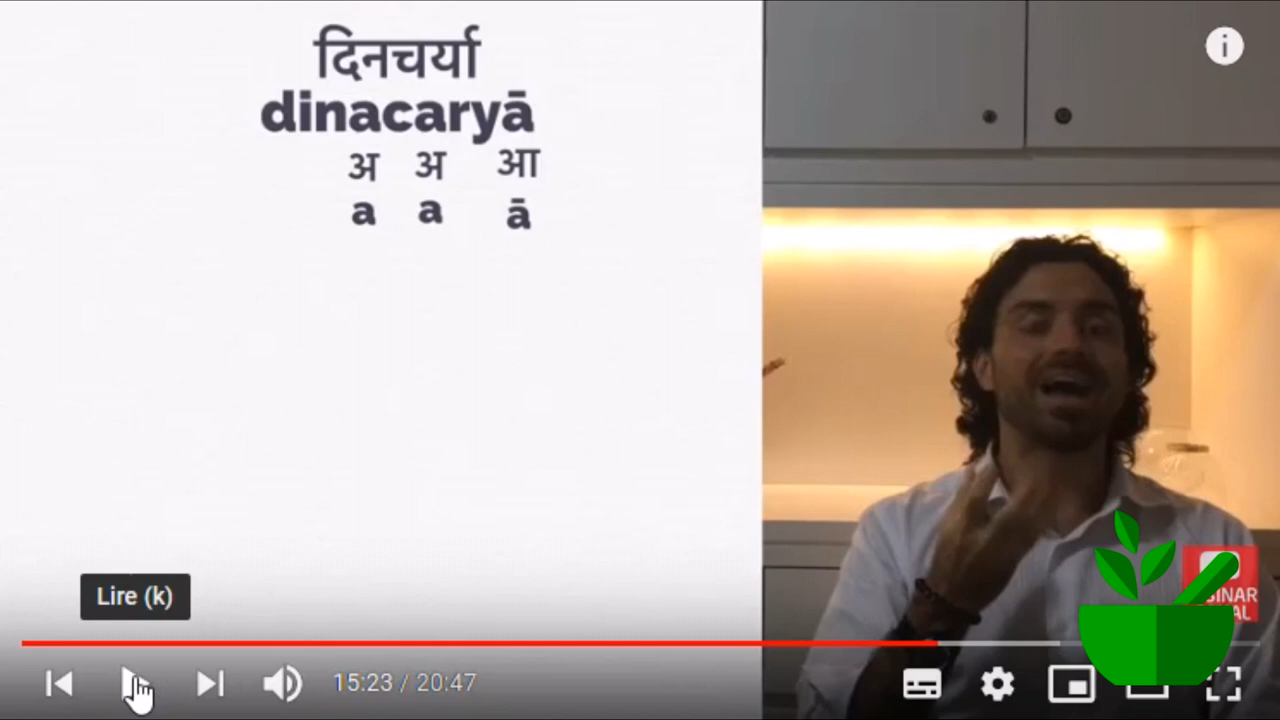 दिनचर्या
dinacaryā
अ अ आ
a a ā
i
Lire (k)
15:23 / 20:47